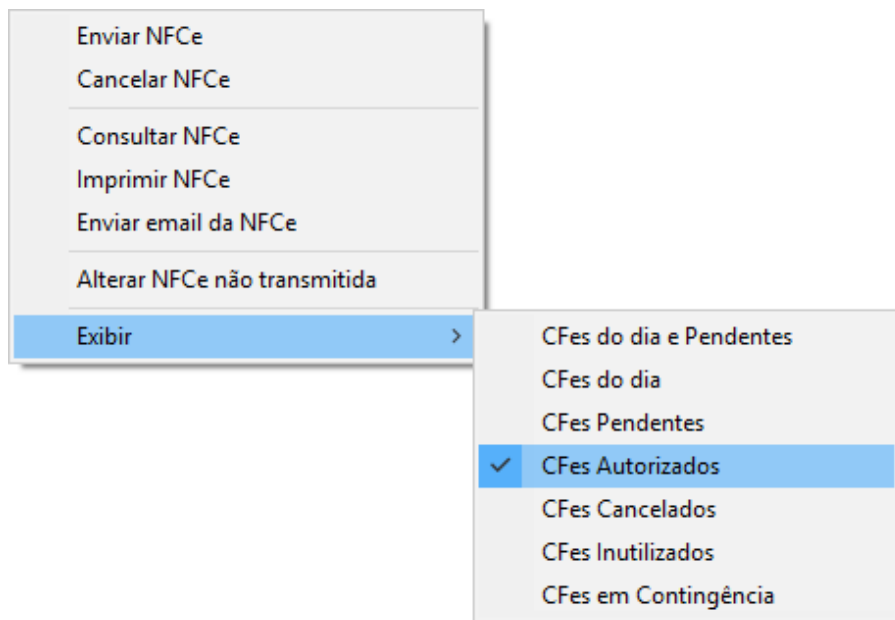 Enviar NFCe
Cancelar NFCe
Consultar NFCe
Imprimir NFCe
Enviar email da NFCe
Alterar NFCe não transmitida
Exibir
CFes do dia e Pendentes
CFes do dia
CFes Pendentes
CFes Autorizados
CFes Cancelados
CFes Inutilizados
CFes em Contingência